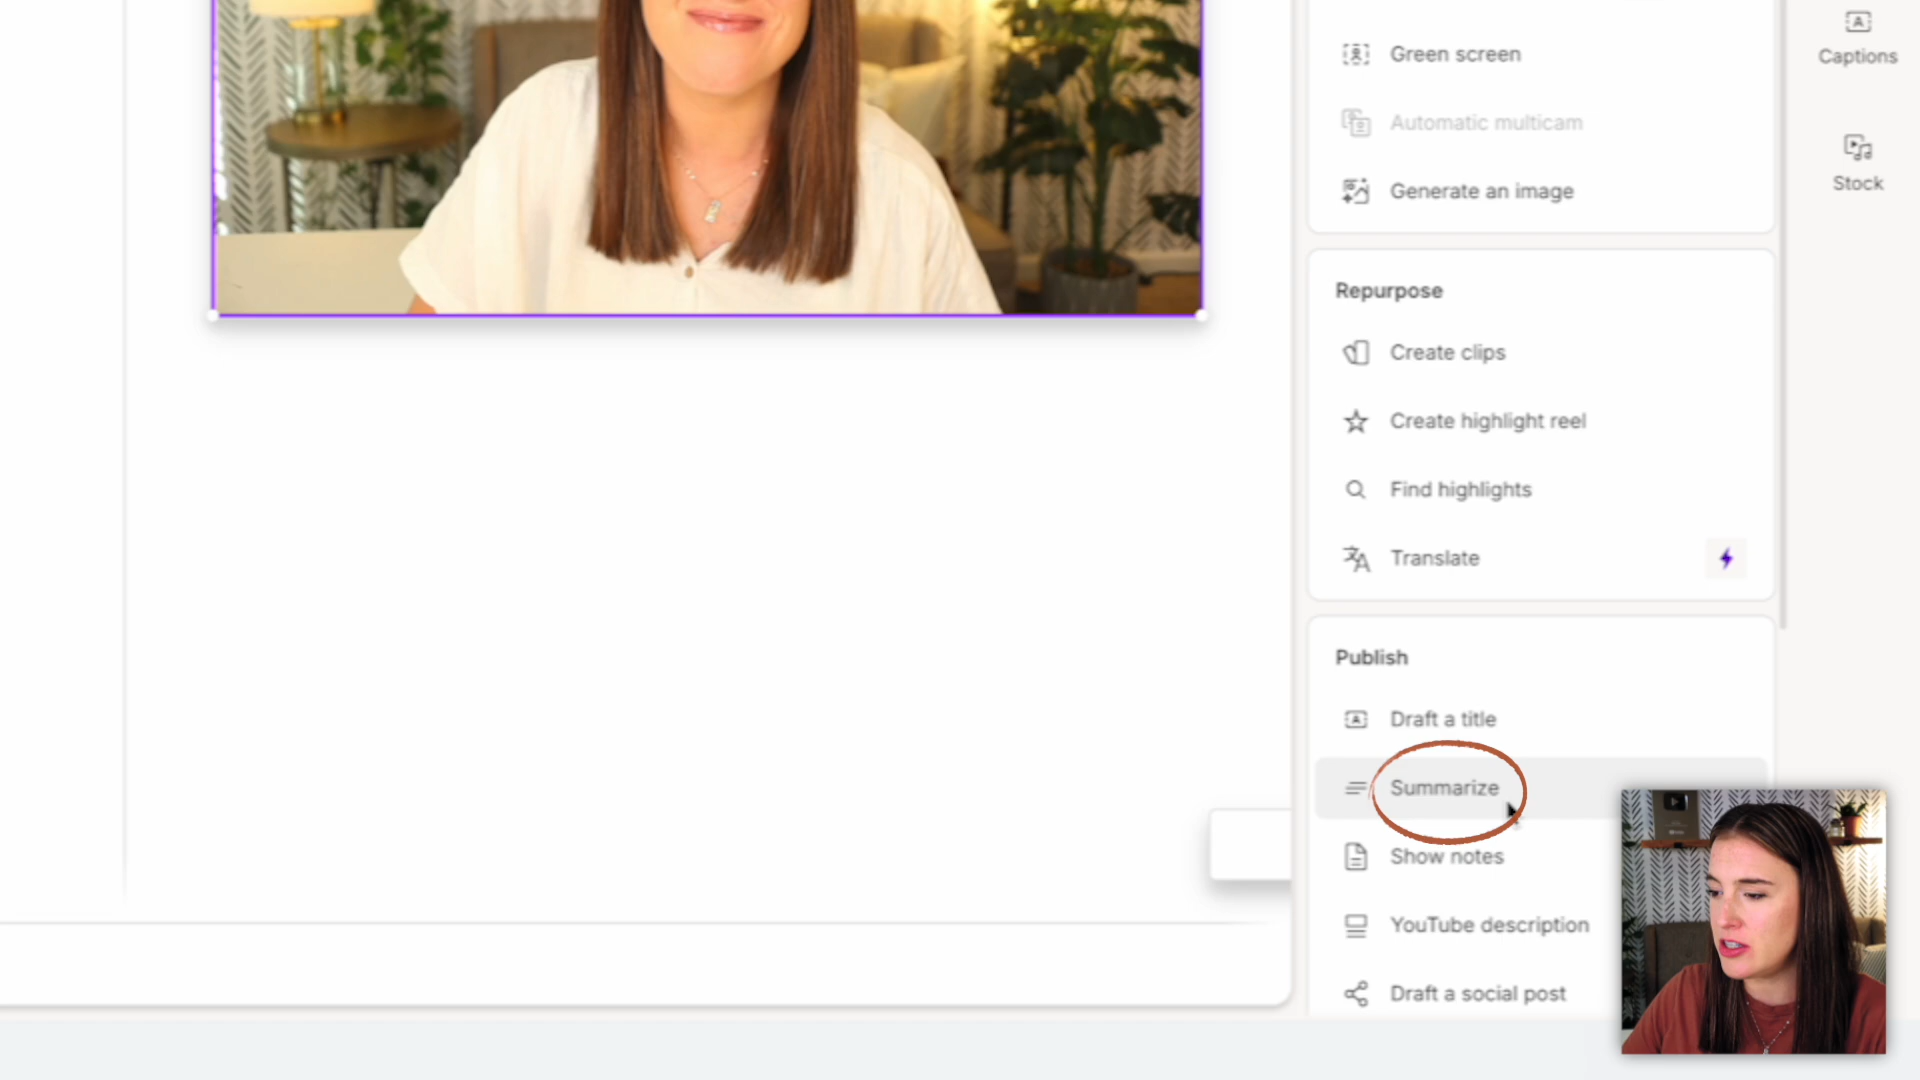 Green screen
Automatic multicam
Generate an image
Repurpose
Create clips
Create highlight reel
Find highlights
Translate
Publish
Draft a title
Summarize
Show notes
YouTube description
Draft a social post
Captions
Stock